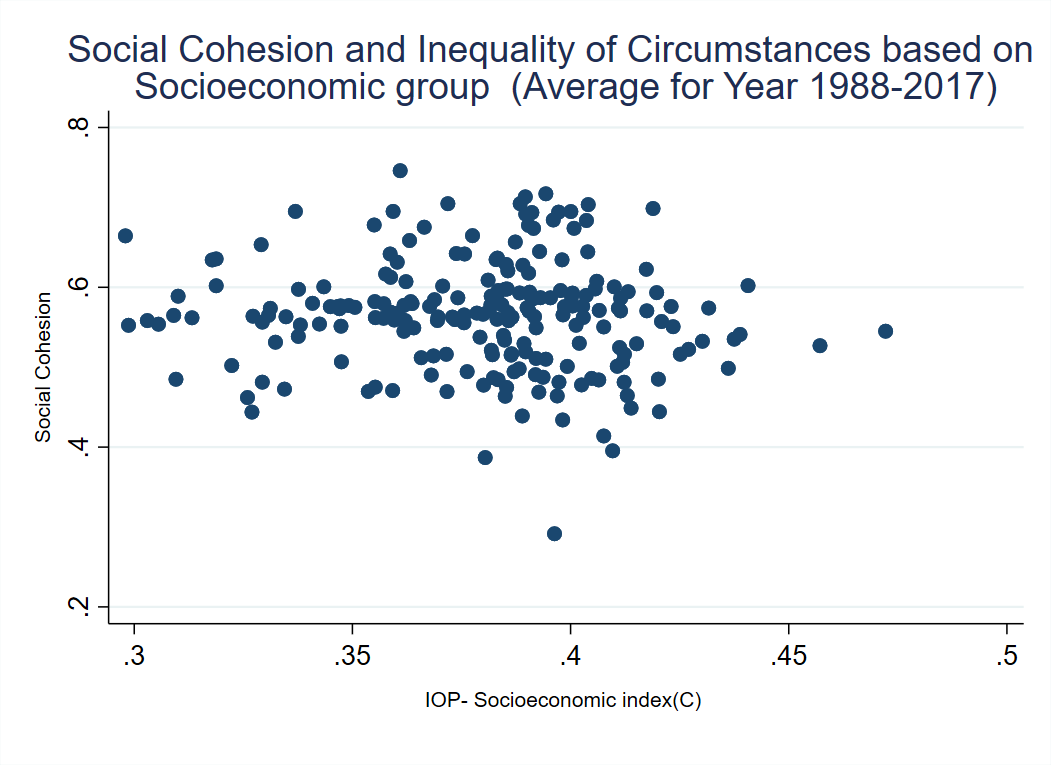 Social Cohesion and Inequality of Circumstances based on
Socioeconomic group  (Average for Year 1988-2017)
.8
.6
.4
.2
Social Cohesion
.3
.35
.4
.45
.5
IOP- Socioeconomic index(C)